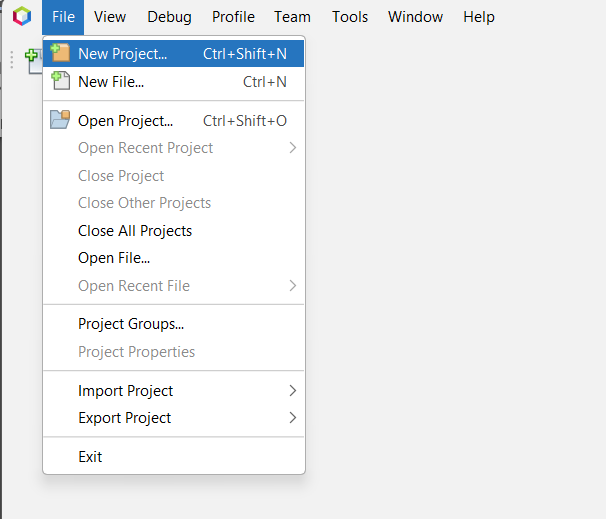 File View Debug Profile Team Tools Window Help
New Project... Ctrl+Shift+N
New File... Ctrl+N
Open Project... Ctrl+Shift+O
Open Recent Project
Close Project
Close Other Projects
Close All Projects
Open File...
Open Recent File
Project Groups...
Project Properties
Import Project
Export Project
Exit